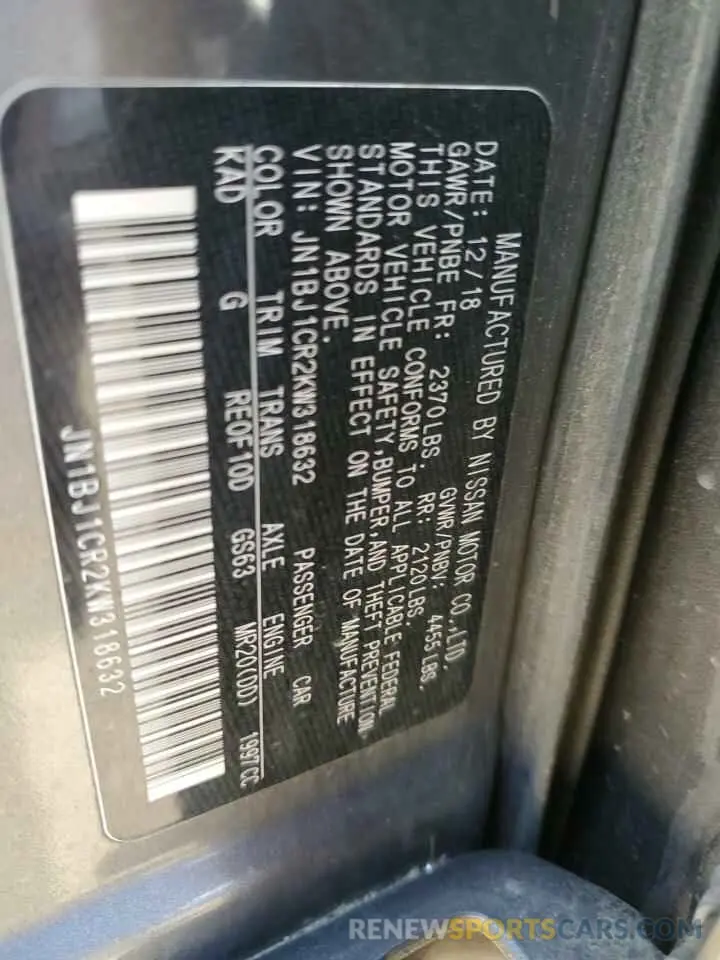 MANUFACTURED BY NISSAN MOTOR CO.,LTD.
DATE: 12/18 GVWR/PNBV: 4455LBS.
GAWR/PNBE FR: 2370LBS. RR: 2120LBS.
THIS VEHICLE CONFORMS TO ALL APPLICABLE FEDERAL
MOTOR VEHICLE SAFETY,BUMPER,AND THEFT PREVENTION
STANDARDS IN EFFECT ON THE DATE OF MANUFACTURE
SHOWN ABOVE.
VIN: JN1BJ1CR2KW318632 PASSENGER CAR
COLOR TRIM TRANS AXLE ENGINE
KAD G RE0F10D GS63 MR20(DD) 1997CC
JN1BJ1CR2KW318632
RENEWSPORTSCARS.COM